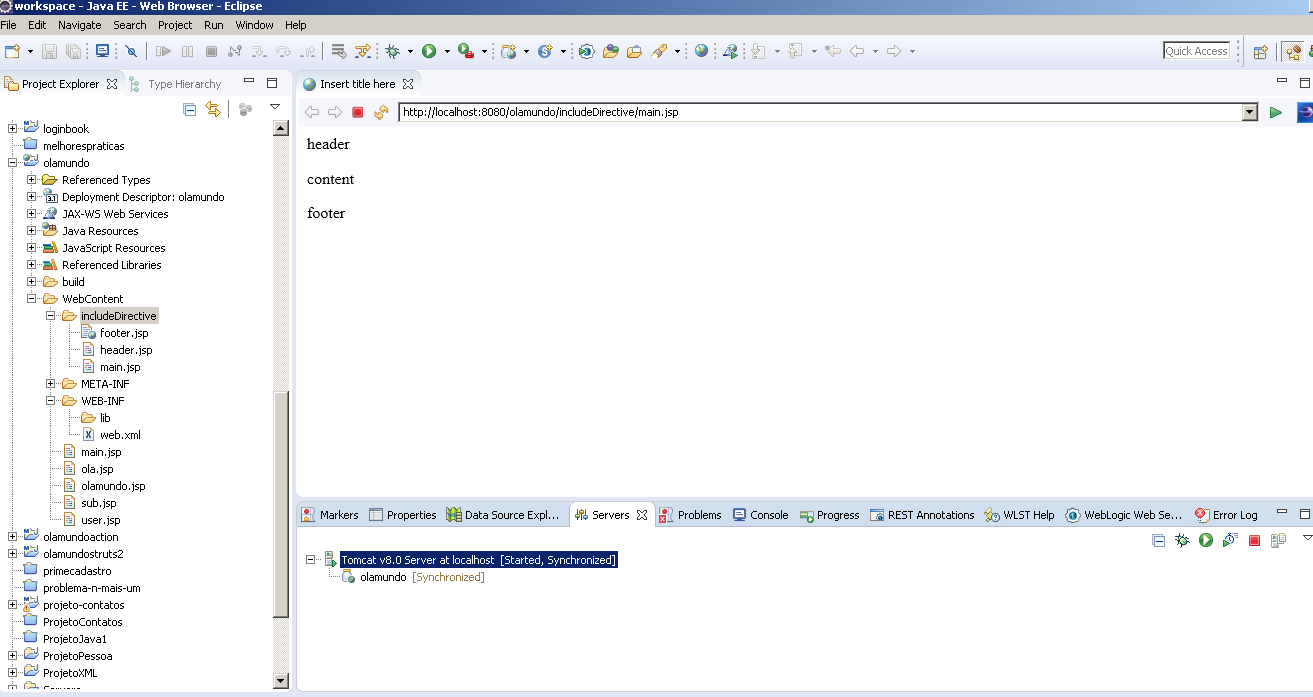 workspace - Java EE - Web Browser - Eclipse
File Edit Navigate Search Project Run Window Help
Quick Access
Project Explorer Type Hierarchy
loginbook
melhorespraticas
olamundo
Referenced Types
3.1 Deployment Descriptor: olamundo
JAX-WS Web Services
Java Resources
JavaScript Resources
Referenced Libraries
build
WebContent
includeDirective
footer.jsp
header.jsp
main.jsp
META-INF
WEB-INF
lib
X web.xml
main.jsp
ola.jsp
olamundo.jsp
sub.jsp
user.jsp
olamundoaction
olamundostruts2
primecadastro
problema-n-mais-um
projeto-contatos
ProjetoContatos
ProjetoJava1
ProjetoPessoa
ProjetoXML
Insert title here
http://localhost:8080/olamundo/includeDirective/main.jsp
header
content
footer
Markers Properties Data Source Expl... Servers Problems Console Progress REST Annotations WLST Help WebLogic Web Se... Error Log
Tomcat v8.0 Server at localhost [Started, Synchronized]
olamundo [Synchronized]